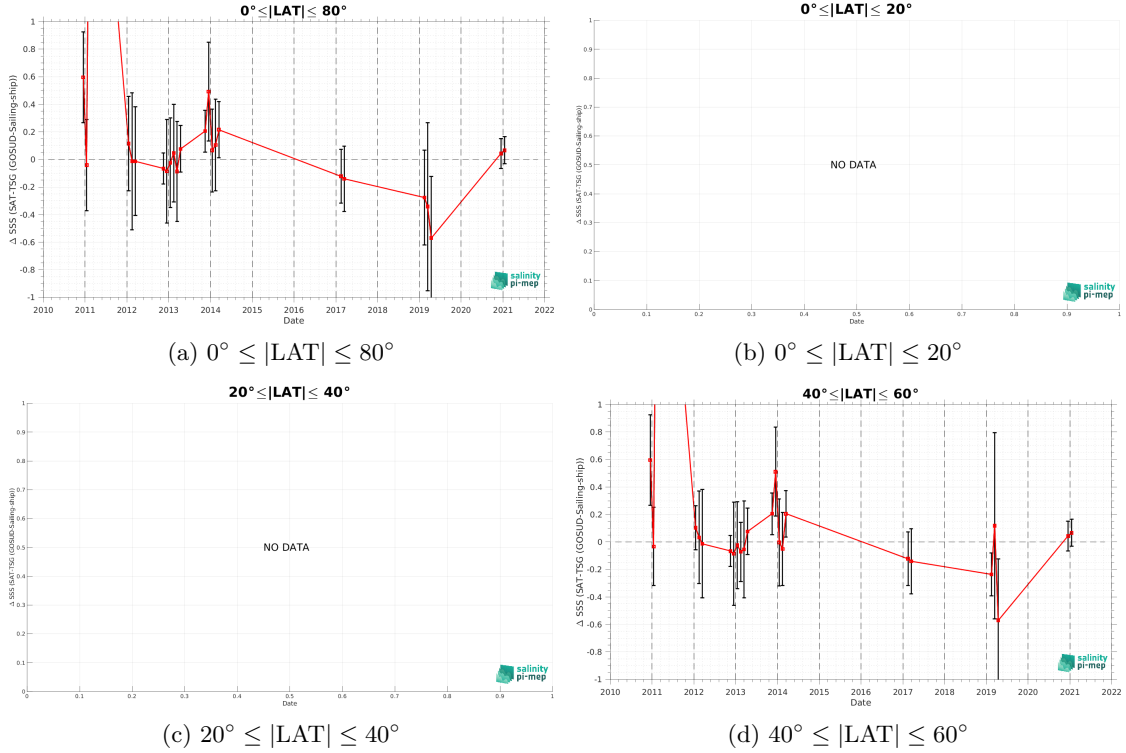 0°≤|LAT|≤ 80°
1
0.8
0.6
0.4
0.2
0
-0.2
-0.4
-0.6
-0.8
-1
Δ SSS (SAT-TSG (GOSUD-Sailing-ship))
2010 2011 2012 2013 2014 2015 2016 2017 2018 2019 2020 2021 2022
Date
salinity
pi-mep
(a) 0° ≤ |LAT| ≤ 80°
0°≤|LAT|≤ 20°
1
0.9
0.8
0.7
0.6
0.5
0.4
0.3
0.2
0.1
0
Δ SSS (SAT-TSG (GOSUD-Sailing-ship))
NO DATA
0 0.1 0.2 0.3 0.4 0.5 0.6 0.7 0.8 0.9 1
Date
salinity
pi-mep
(b) 0° ≤ |LAT| ≤ 20°
20°≤|LAT|≤ 40°
1
0.9
0.8
0.7
0.6
0.5
0.4
0.3
0.2
0.1
0
Δ SSS (SAT-TSG (GOSUD-Sailing-ship))
NO DATA
0 0.1 0.2 0.3 0.4 0.5 0.6 0.7 0.8 0.9 1
Date
salinity
pi-mep
(c) 20° ≤ |LAT| ≤ 40°
40°≤|LAT|≤ 60°
1
0.8
0.6
0.4
0.2
0
-0.2
-0.4
-0.6
-0.8
-1
Δ SSS (SAT-TSG (GOSUD-Sailing-ship))
2010 2011 2012 2013 2014 2015 2016 2017 2018 2019 2020 2021 2022
Date
salinity
pi-mep
(d) 40° ≤ |LAT| ≤ 60°